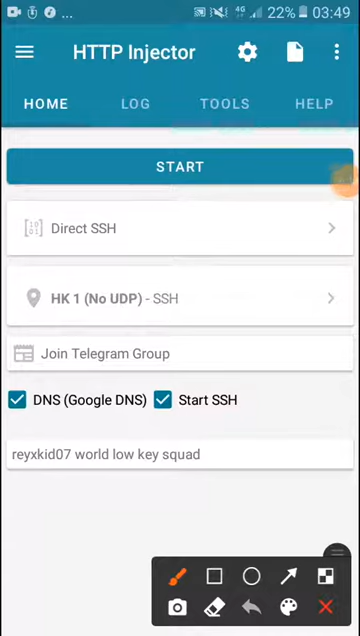 ... 4G 22% 03:49
HTTP Injector
HOME LOG TOOLS HELP
START
Direct SSH
HK 1 (No UDP) - SSH
Join Telegram Group
DNS (Google DNS) Start SSH
reyxkid07 world low key squad